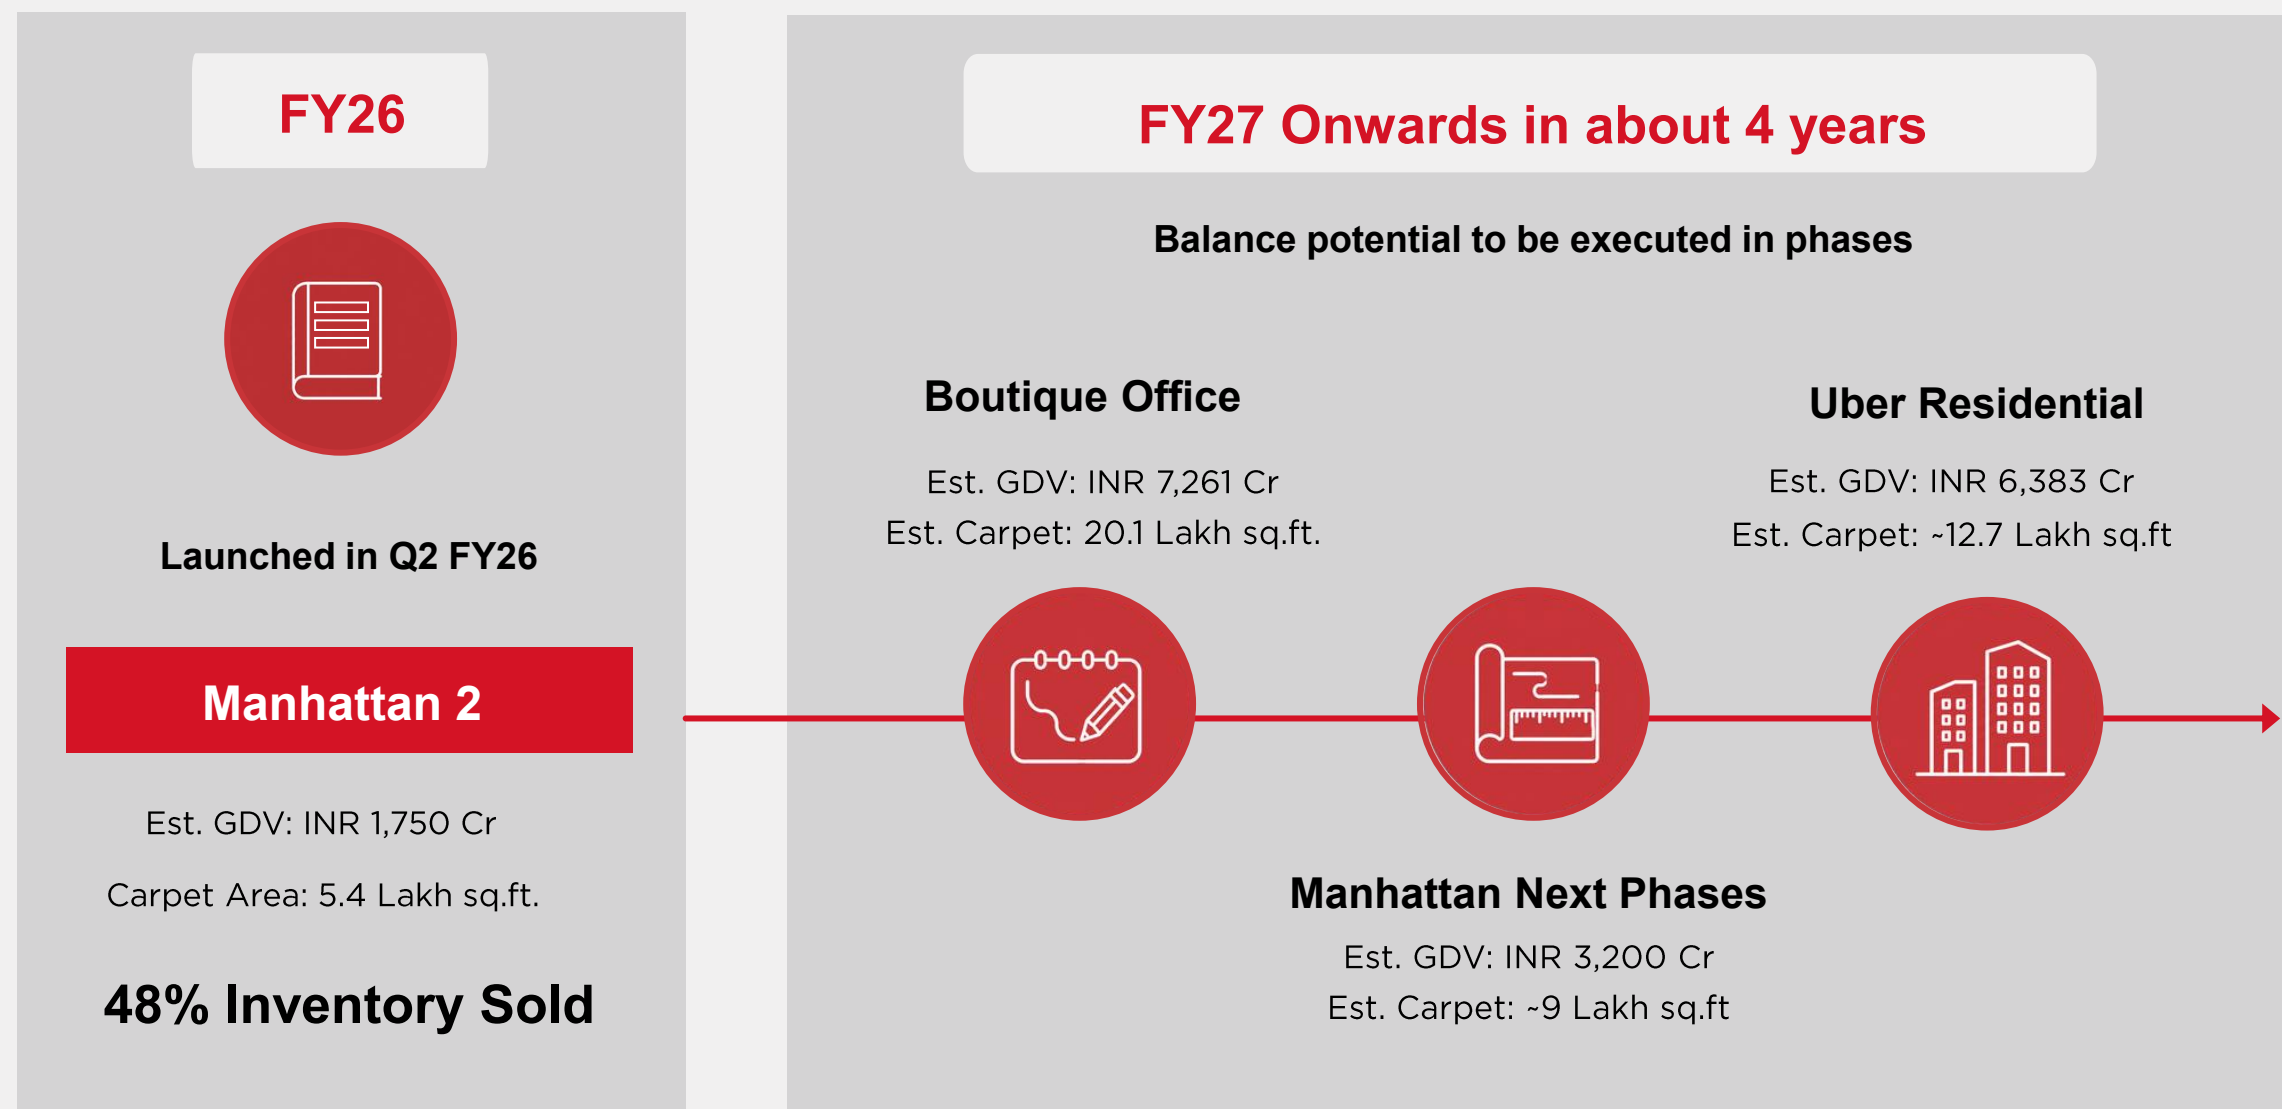 FY26
Launched in Q2 FY26
Manhattan 2
Est. GDV: INR 1,750 Cr
Carpet Area: 5.4 Lakh sq.ft.
48% Inventory Sold
FY27 Onwards in about 4 years
Balance potential to be executed in phases
Boutique Office
Est. GDV: INR 7,261 Cr
Est. Carpet: 20.1 Lakh sq.ft.
Manhattan Next Phases
Est. GDV: INR 3,200 Cr
Est. Carpet: ~9 Lakh sq.ft
Uber Residential
Est. GDV: INR 6,383 Cr
Est. Carpet: ~12.7 Lakh sq.ft